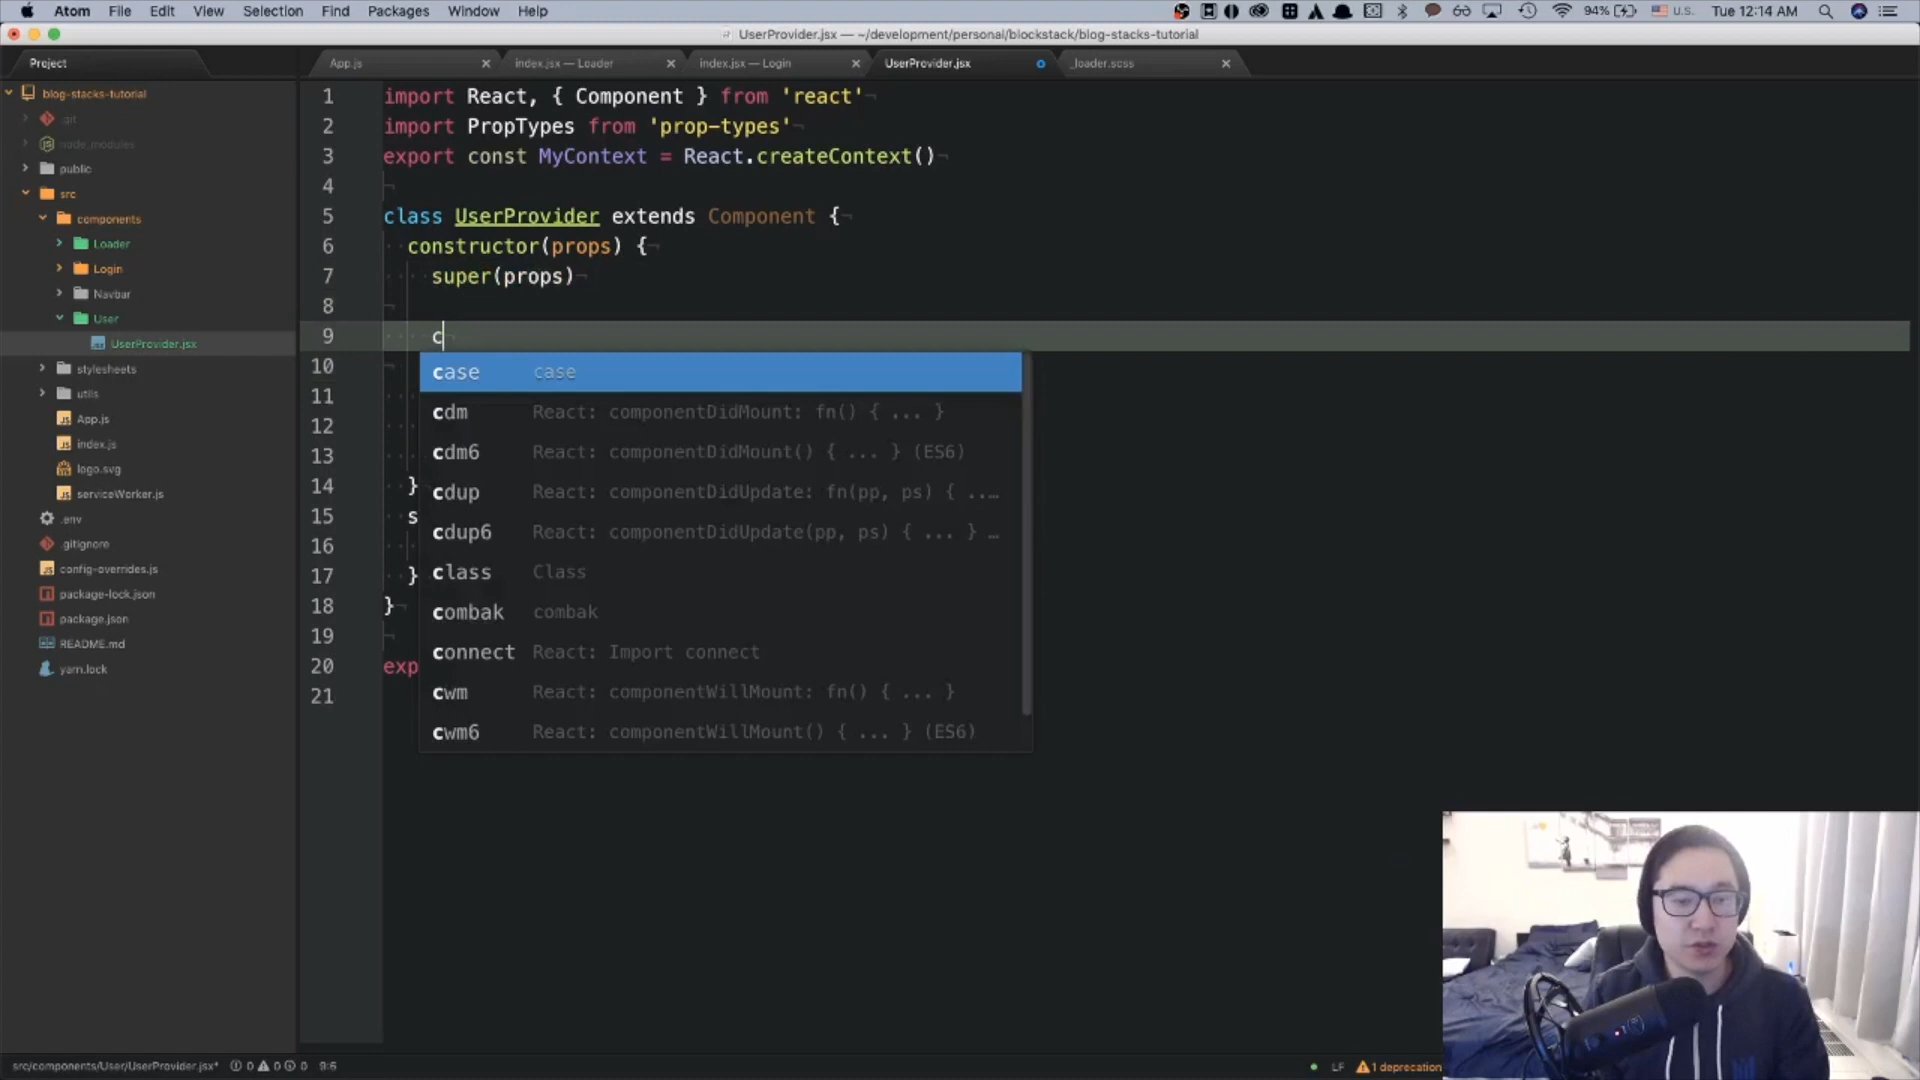 Atom File Edit View Selection Find Packages Window Help 94% U.S. Tue 12:14 AM
UserProvider.jsx — ~/development/personal/blockstack/blog-stacks-tutorial
Project
App.js
index.jsx — Loader
index.jsx — Login
UserProvider.jsx
_loader.scss
blog-stacks-tutorial
.git
node_modules
public
src
components
Loader
Login
Navbar
User
UserProvider.jsx
stylesheets
utils
App.js
index.js
logo.svg
serviceWorker.js
.env
.gitignore
config-overrides.js
package-lock.json
package.json
README.md
yarn.lock
1 import React, { Component } from 'react'
2 import PropTypes from 'prop-types'
3 export const MyContext = React.createContext()
4
5 class UserProvider extends Component {
6 constructor(props) {
7 super(props)
8
9 c
10
11
12
13
14 }
15 s
16
17 }
18 }
19
20 exp
21
case case
cdm React: componentDidMount: fn() { ... }
cdm6 React: componentDidMount() { ... } (ES6)
cdup React: componentDidUpdate: fn(pp, ps) { ..…
cdup6 React: componentDidUpdate(pp, ps) { ... } …
class Class
combak combak
connect React: Import connect
cwm React: componentWillMount: fn() { ... }
cwm6 React: componentWillMount() { ... } (ES6)
src/components/User/UserProvider.jsx* 0 0 0 9:6
LF 1 deprecation